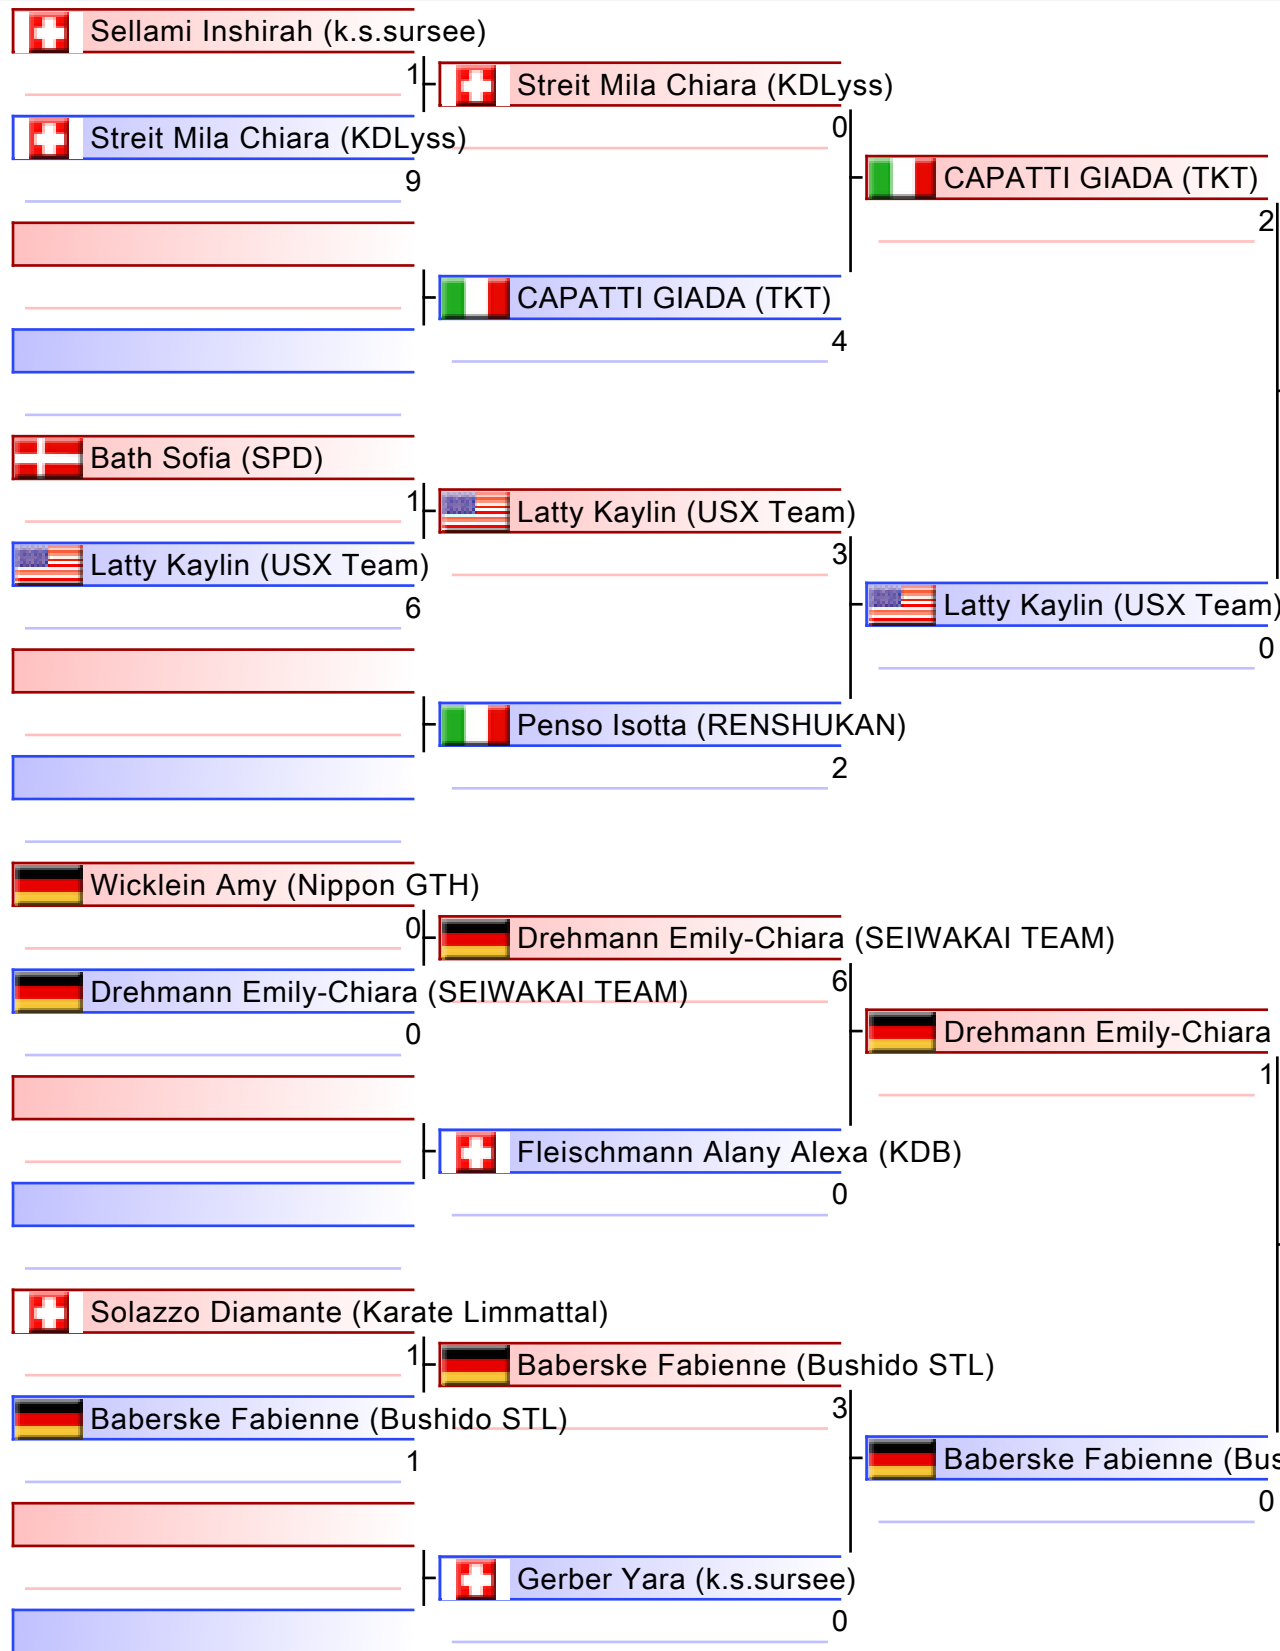 Sellami Inshirah (k.s.sursee)
1
Streit Mila Chiara (KDLyss)
9
Streit Mila Chiara (KDLyss)
0
CAPATTI GIADA (TKT)
4
CAPATTI GIADA (TKT)
2
Bath Sofia (SPD)
1
Latty Kaylin (USX Team)
6
Latty Kaylin (USX Team)
3
Penso Isotta (RENSHUKAN)
2
Latty Kaylin (USX Team)
0
Wicklein Amy (Nippon GTH)
0
Drehmann Emily-Chiara (SEIWAKAI TEAM)
0
Drehmann Emily-Chiara (SEIWAKAI TEAM)
6
Fleischmann Alany Alexa (KDB)
0
Drehmann Emily-Chiara
1
Solazzo Diamante (Karate Limmattal)
1
Baberske Fabienne (Bushido STL)
1
Baberske Fabienne (Bushido STL)
3
Gerber Yara (k.s.sursee)
0
Baberske Fabienne (Bus
0